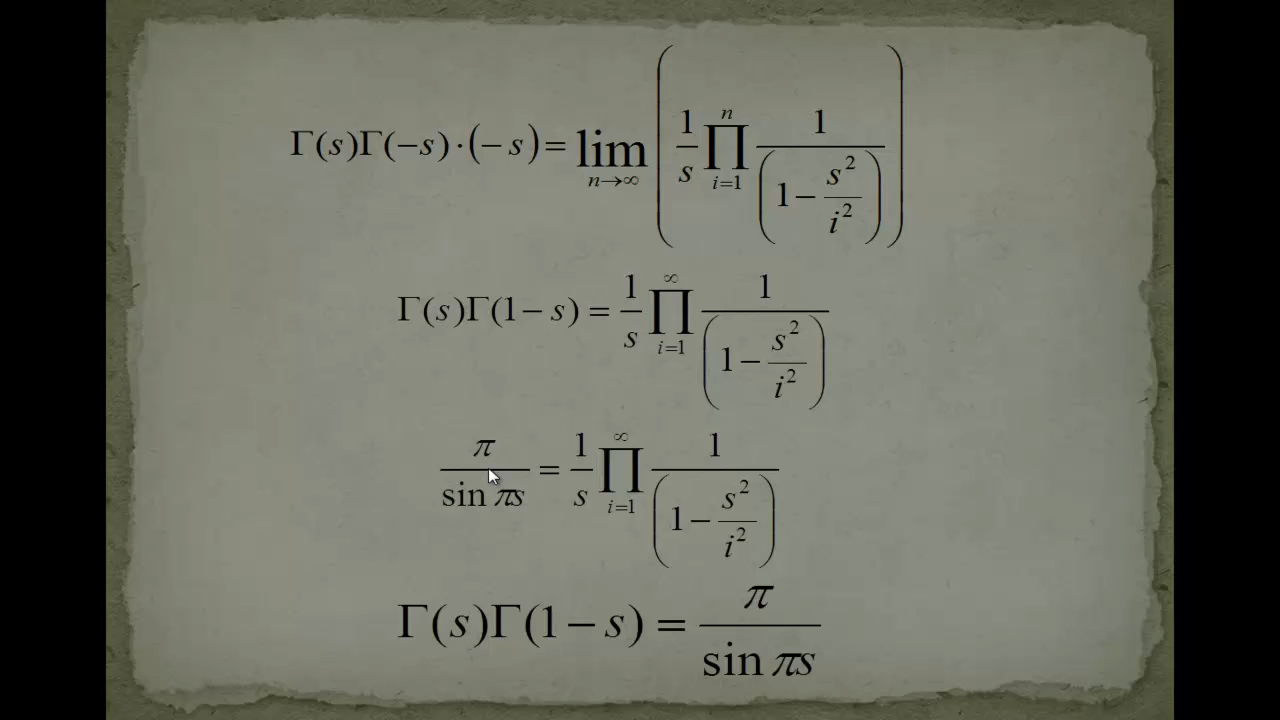 Γ(s)Γ(−s)·(−s) = lim_{n→∞} ( 1/s ∏_{i=1}^{n} 1/(1 − s²/i²) )
Γ(s)Γ(1 − s) = 1/s ∏_{i=1}^{∞} 1/(1 − s²/i²)
π/sin πs = 1/s ∏_{i=1}^{∞} 1/(1 − s²/i²)
Γ(s)Γ(1 − s) = π/sin πs